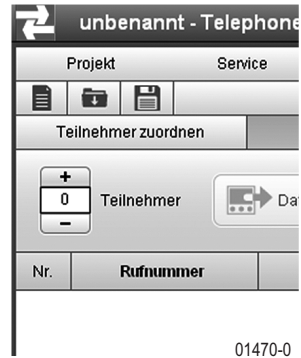 unbenannt - Telephone
Projekt Service
Teilnehmer zuordnen
+
0 Teilnehmer
−
Nr. Rufnummer
01470-0